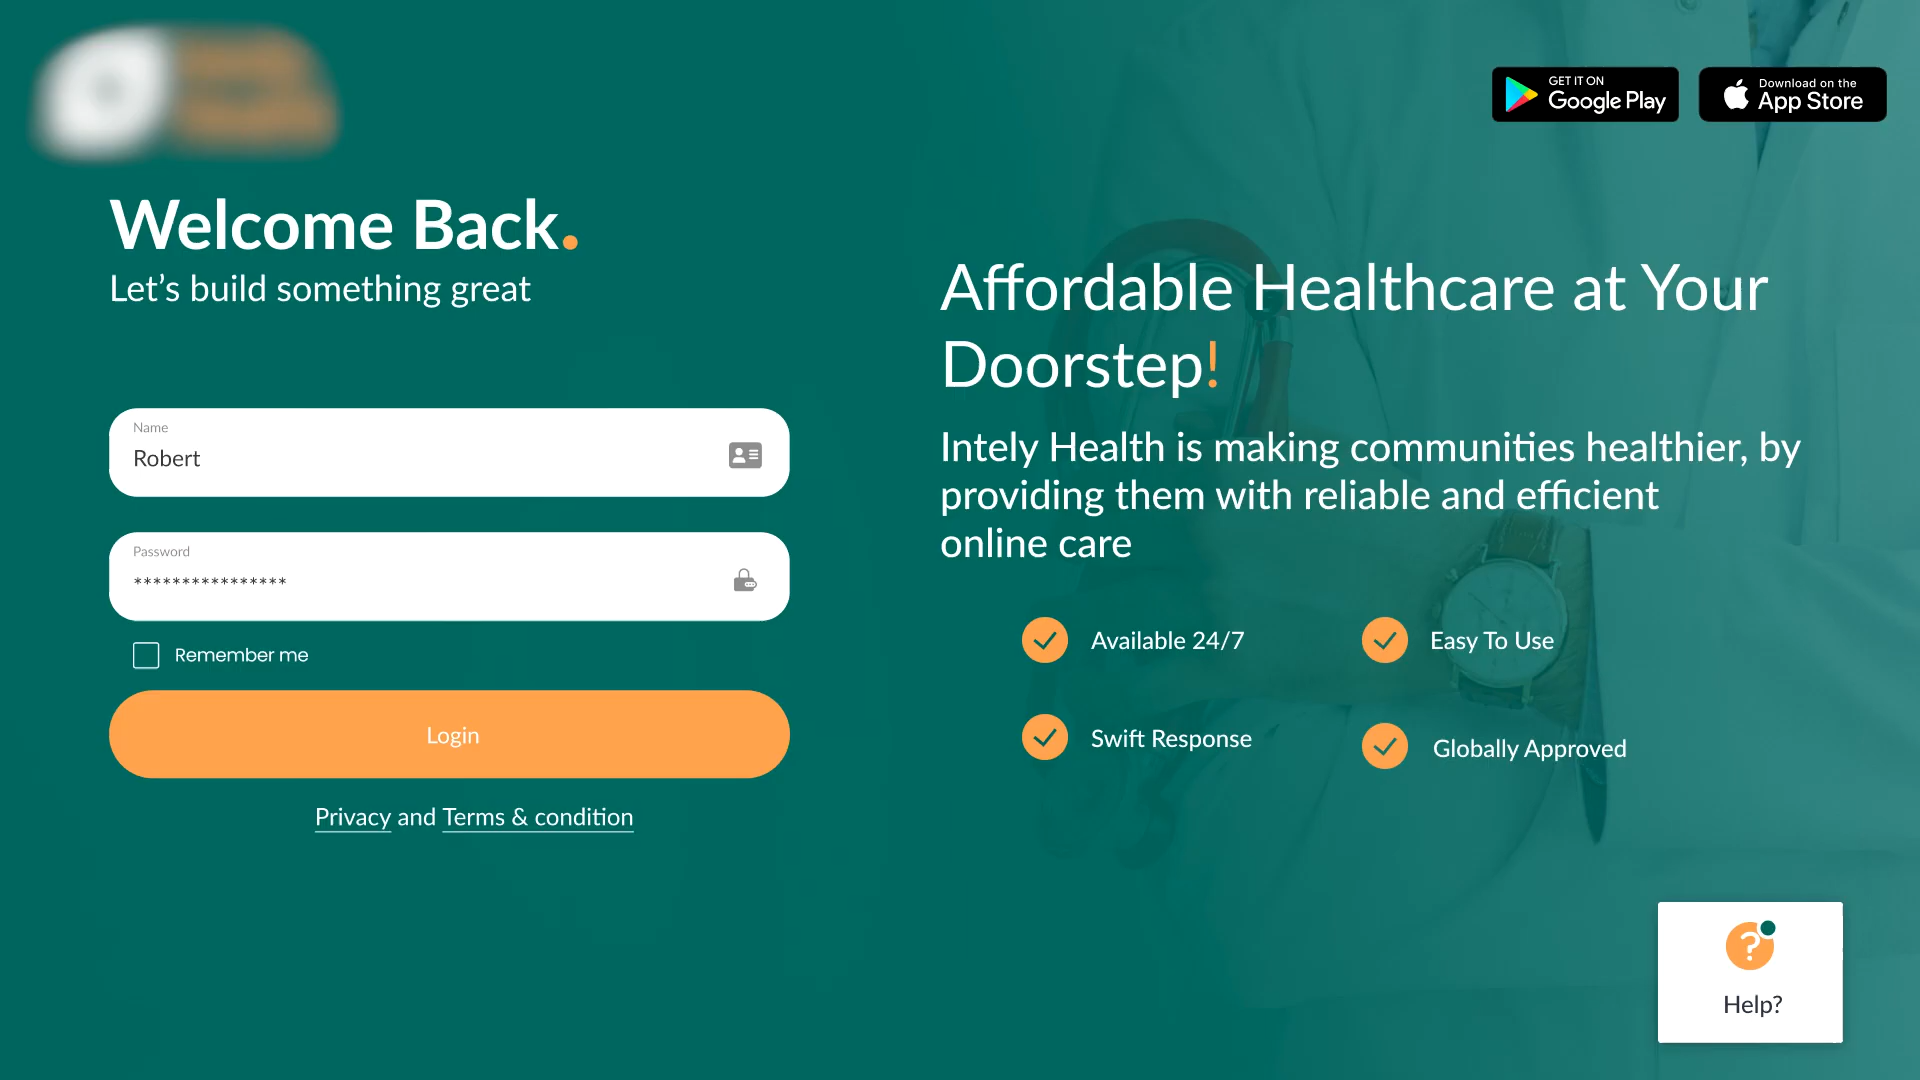 GET IT ON
Google Play
Download on the
App Store
Welcome Back.
Let's build something great
Name
Robert
Password
****************
Remember me
Login
Privacy and Terms & condition
Affordable Healthcare at Your
Doorstep!
Intely Health is making communities healthier, by
providing them with reliable and efficient
online care
Available 24/7
Easy To Use
Swift Response
Globally Approved
Help?